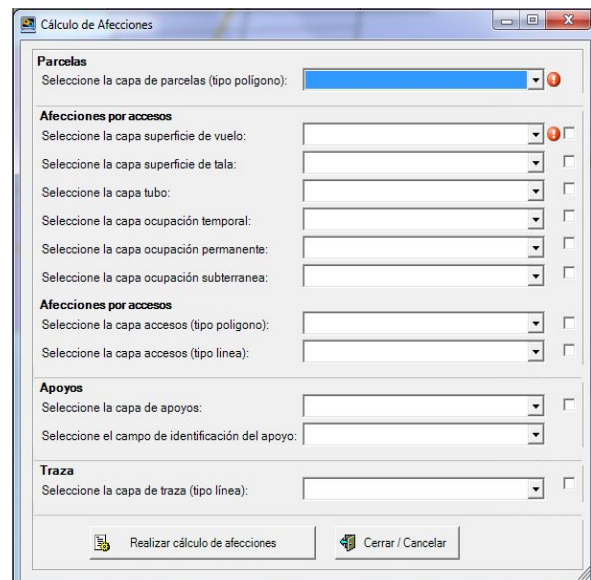 Cálculo de Afecciones
Parcelas
Seleccione la capa de parcelas (tipo polígono):
Afecciones por accesos
Seleccione la capa superficie de vuelo:
Seleccione la capa superficie de tala:
Seleccione la capa tubo:
Seleccione la capa ocupación temporal:
Seleccione la capa ocupación permanente:
Seleccione la capa ocupación subterranea:
Afecciones por accesos
Seleccione la capa accesos (tipo poligono):
Seleccione la capa accesos (tipo linea):
Apoyos
Seleccione la capa de apoyos:
Seleccione el campo de identificación del apoyo:
Traza
Seleccione la capa de traza (tipo línea):
Realizar cálculo de afecciones Cerrar / Cancelar